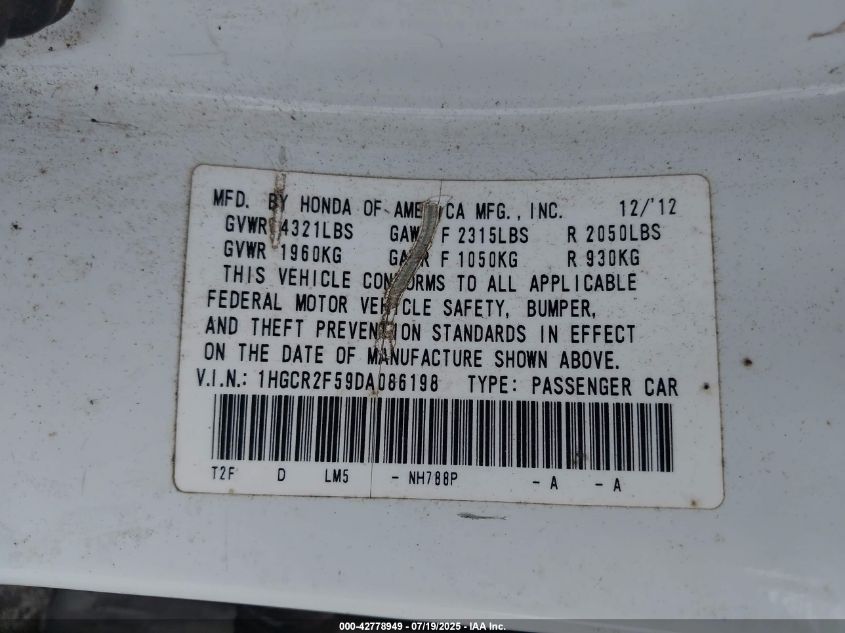 MFD. BY HONDA OF AMERICA MFG., INC. 12/'12
GVWR 4321LBS GAWR F 2315LBS R 2050LBS
GVWR 1960KG GAWR F 1050KG R 930KG
THIS VEHICLE CONFORMS TO ALL APPLICABLE
FEDERAL MOTOR VEHICLE SAFETY, BUMPER,
AND THEFT PREVENTION STANDARDS IN EFFECT
ON THE DATE OF MANUFACTURE SHOWN ABOVE.
V.I.N.: 1HGCR2F59DA086198 TYPE: PASSENGER CAR
T2F D LM5 - NH788P - A - A
000-42778949 - 07/19/2025 - IAA Inc.